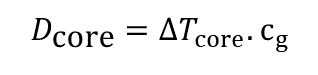 D_core = ΔT_core. c_g